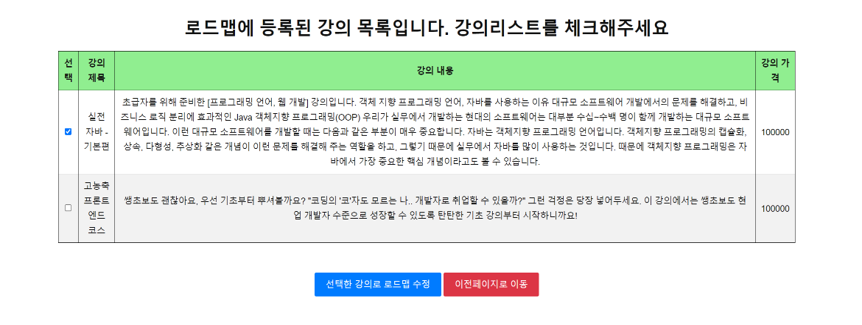 로드맵에 등록된 강의 목록입니다. 강의리스트를 체크해주세요
선택
강의 제목
강의 내용
강의 가격
실전 자바 - 기본편
초급자를 위해 준비한 [프로그래밍 언어, 웹 개발] 강의입니다. 객체 지향 프로그래밍 언어, 자바를 사용하는 이유 대규모 소프트웨어 개발에서의 문제를 해결하고, 비
즈니스 로직 분리에 효과적인 Java 객체지향 프로그래밍(OOP) 우리가 실무에서 개발하는 현대의 소프트웨어는 대부분 수십~수백 명이 함께 개발하는 대규모 소프트
웨어입니다. 이런 대규모 소프트웨어를 개발할 때는 다음과 같은 부분이 매우 중요합니다. 자바는 객체지향 프로그래밍 언어입니다. 객체지향 프로그래밍의 캡슐화,
상속, 다형성, 추상화 같은 개념이 이런 문제를 해결해 주는 역할을 하고, 그렇기 때문에 실무에서 자바를 많이 사용하는 것입니다. 때문에 객체지향 프로그래밍은 자
바에서 가장 중요한 핵심 개념이라고도 볼 수 있습니다.
100000
고농축 프론트엔드 코스
쌩초보도 괜찮아요, 우선 기초부터 뿌셔볼까요? "코딩의 '코'자도 모르는 나.. 개발자로 취업할 수 있을까?" 그런 걱정은 당장 넣어두세요. 이 강의에서는 쌩초보도 현
업 개발자 수준으로 성장할 수 있도록 탄탄한 기초 강의부터 시작하니까요!
100000
선택한 강의로 로드맵 수정
이전페이지로 이동